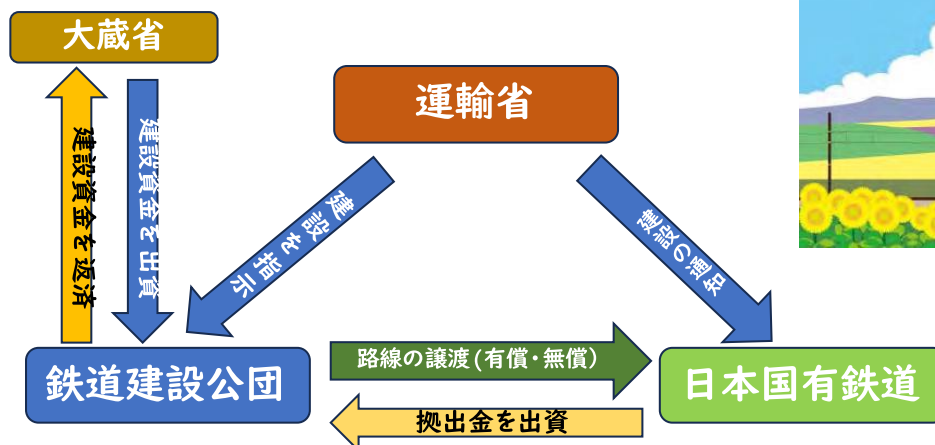 大蔵省
運輸省
建設資金を返済
建設資金を出資
建設を指示
建設の通知
鉄道建設公団
路線の譲渡(有償・無償）
日本国有鉄道
拠出金を出資